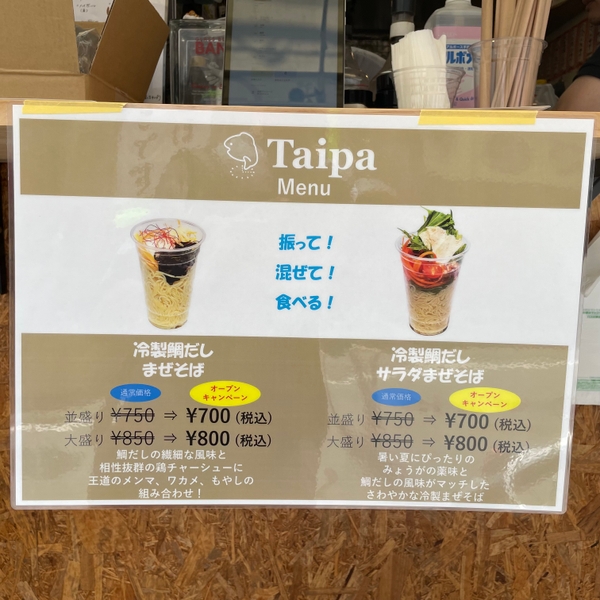 Taipa
Menu
振って！
混ぜて！
食べる！
冷製鯛だし
まぜそば
通常価格
オープン
キャンペーン
並盛り ¥750 ⇒ ¥700 (税込)
大盛り ¥850 ⇒ ¥800 (税込)
鯛だしの繊細な風味と
相性抜群の鶏チャーシューに
王道のメンマ、ワカメ、もやしの
組み合わせ！
冷製鯛だし
サラダまぜそば
通常価格
オープン
キャンペーン
並盛り ¥750 ⇒ ¥700 (税込)
大盛り ¥850 ⇒ ¥800 (税込)
暑い夏にぴったりの
みょうがの薬味と
鯛だしの風味がマッチした
さわやかな冷製まぜそば